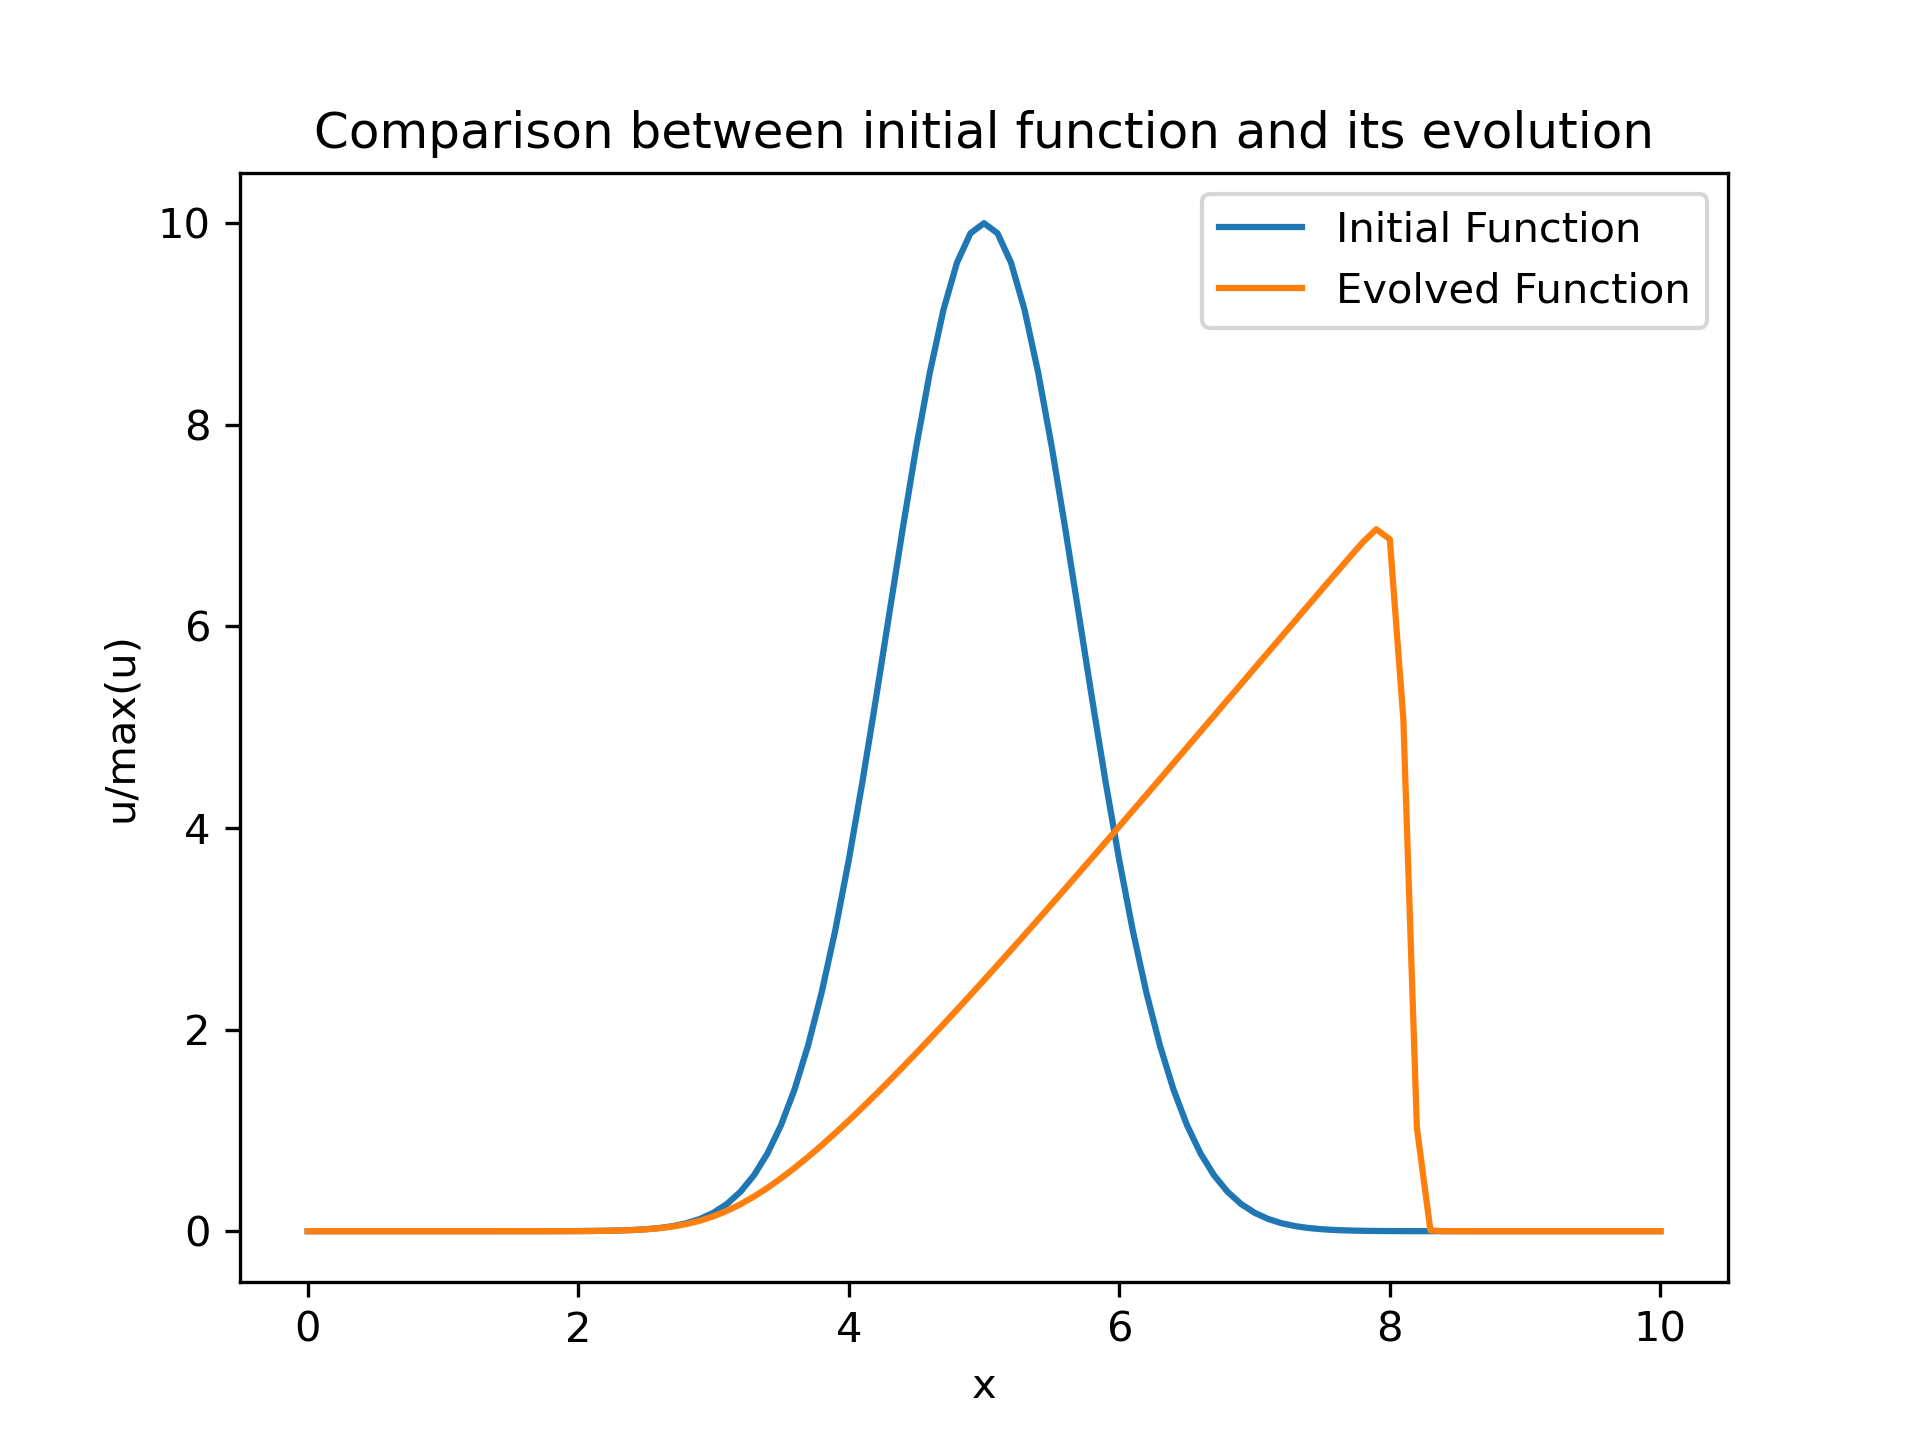 Comparison between initial function and its evolution
Initial Function
Evolved Function
u/max(u)
10
8
6
4
2
0
0 2 4 6 8 10
x